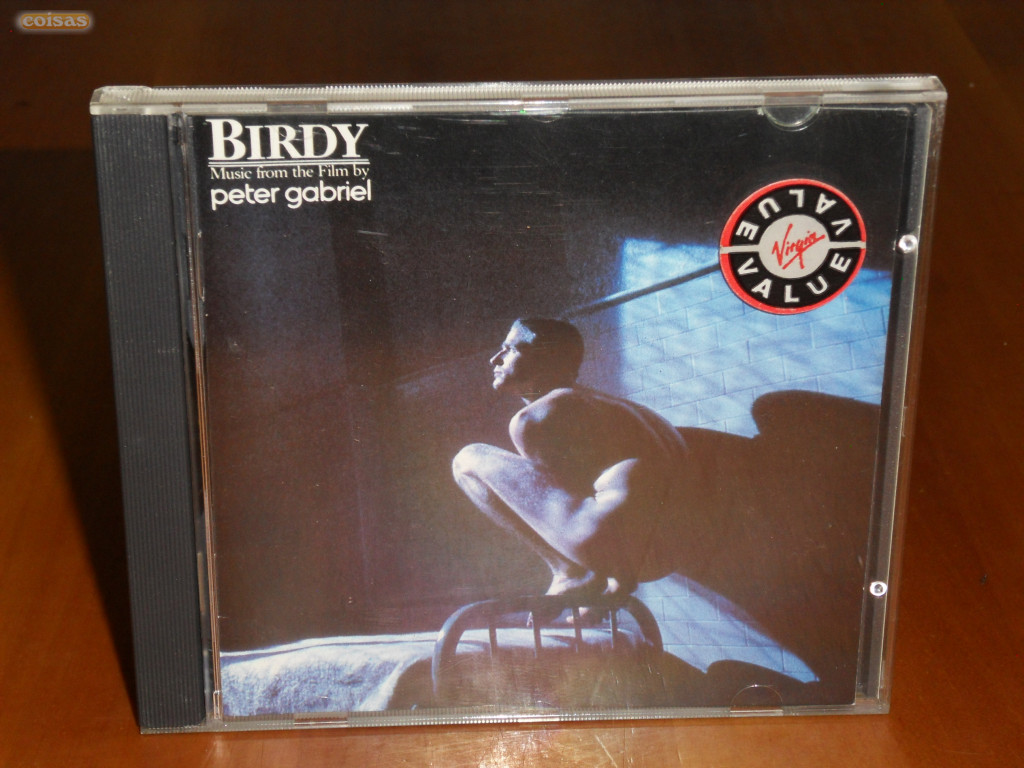 coisas
BIRDY
Music from the Film by
peter gabriel
VALUE
Virgin
VALUE